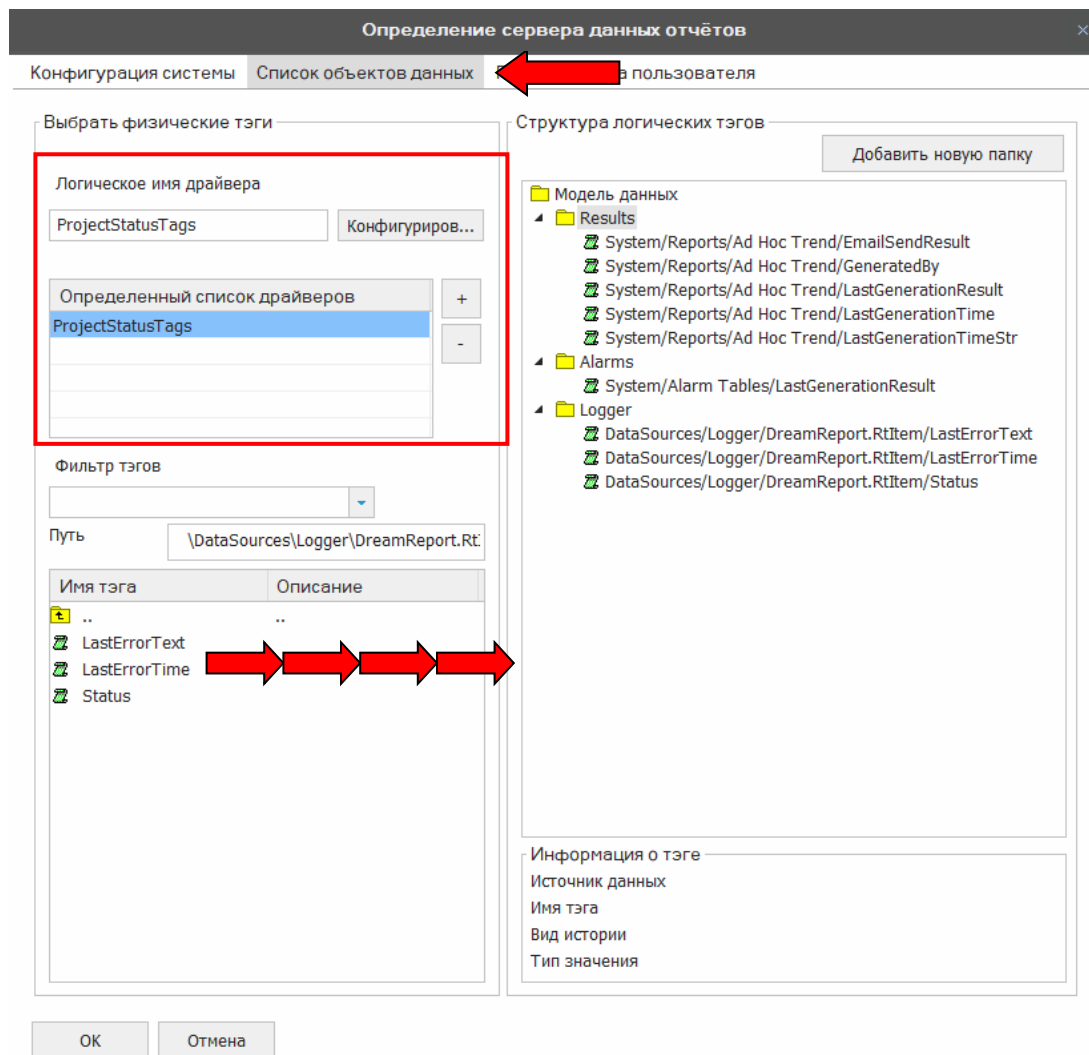 Определение сервера данных отчётов
Конфигурация системы Список объектов данных а пользователя
Выбрать физические тэги
Логическое имя драйвера
ProjectStatusTags Конфигуриров...
Определенный список драйверов +
ProjectStatusTags
-
Фильтр тэгов
Путь \DataSources\Logger\DreamReport.Rt
Имя тэга Описание
.. ..
LastErrorText
LastErrorTime
Status
Структура логических тэгов
Добавить новую папку
Модель данных
Results
System/Reports/Ad Hoc Trend/EmailSendResult
System/Reports/Ad Hoc Trend/GeneratedBy
System/Reports/Ad Hoc Trend/LastGenerationResult
System/Reports/Ad Hoc Trend/LastGenerationTime
System/Reports/Ad Hoc Trend/LastGenerationTimeStr
Alarms
System/Alarm Tables/LastGenerationResult
Logger
DataSources/Logger/DreamReport.RtItem/LastErrorText
DataSources/Logger/DreamReport.RtItem/LastErrorTime
DataSources/Logger/DreamReport.RtItem/Status
Информация о тэге
Источник данных
Имя тэга
Вид истории
Тип значения
ОК Отмена